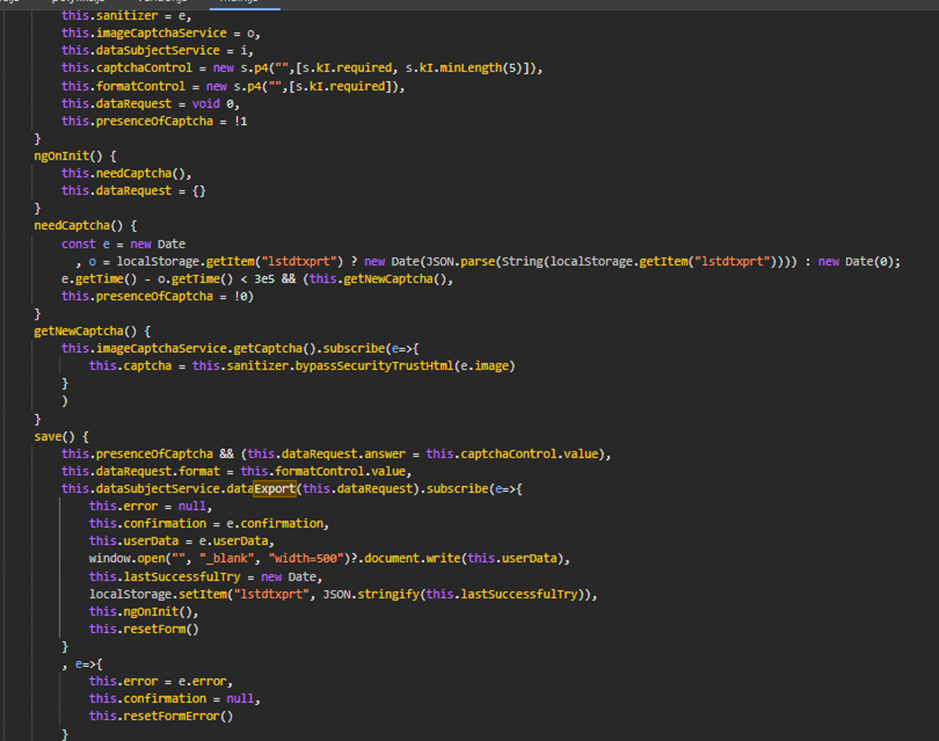 this.sanitizer = e,
this.imageCaptchaService = o,
this.dataSubjectService = i,
this.captchaControl = new s.p4("",[s.kI.required, s.kI.minLength(5)]),
this.formatControl = new s.p4("",[s.kI.required]),
this.dataRequest = void 0,
this.presenceOfCaptcha = !1
}
ngOnInit() {
this.needCaptcha(),
this.dataRequest = {}
}
needCaptcha() {
const e = new Date
, o = localStorage.getItem("lstdtxprt") ? new Date(JSON.parse(String(localStorage.getItem("lstdtxprt")))) : new Date(0);
e.getTime() - o.getTime() < 3e5 && (this.getNewCaptcha(),
this.presenceOfCaptcha = !0)
}
getNewCaptcha() {
this.imageCaptchaService.getCaptcha().subscribe(e=>{
this.captcha = this.sanitizer.bypassSecurityTrustHtml(e.image)
}
)
}
save() {
this.presenceOfCaptcha && (this.dataRequest.answer = this.captchaControl.value),
this.dataRequest.format = this.formatControl.value,
this.dataSubjectService.dataExport(this.dataRequest).subscribe(e=>{
this.error = null,
this.confirmation = e.confirmation,
this.userData = e.userData,
window.open("", "_blank", "width=500")?.document.write(this.userData),
this.lastSuccessfulTry = new Date,
localStorage.setItem("lstdtxprt", JSON.stringify(this.lastSuccessfulTry)),
this.ngOnInit(),
this.resetForm()
}
, e=>{
this.error = e.error,
this.confirmation = null,
this.resetFormError()
}